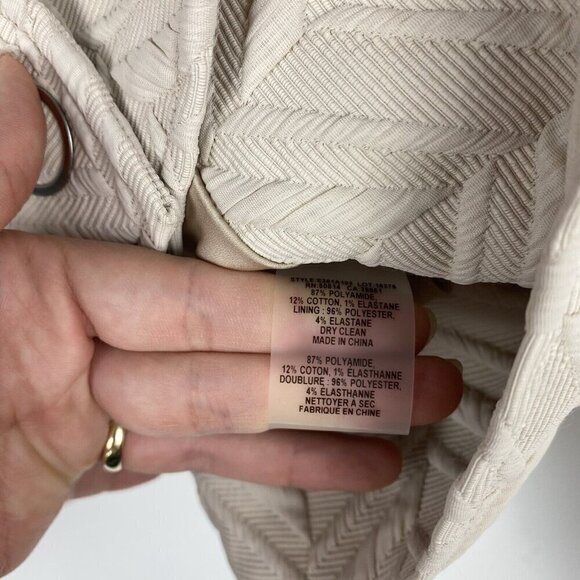 87% POLYAMIDE,
12% COTTON, 1% ELASTANE
LINING : 96% POLYESTER,
4% ELASTANE
DRY CLEAN
MADE IN CHINA
87% POLYAMIDE,
12% COTON, 1% ELASTHANNE
DOUBLURE : 96% POLYESTER,
4% ELASTHANNE
NETTOYER À SEC
FABRIQUÉ EN CHINE